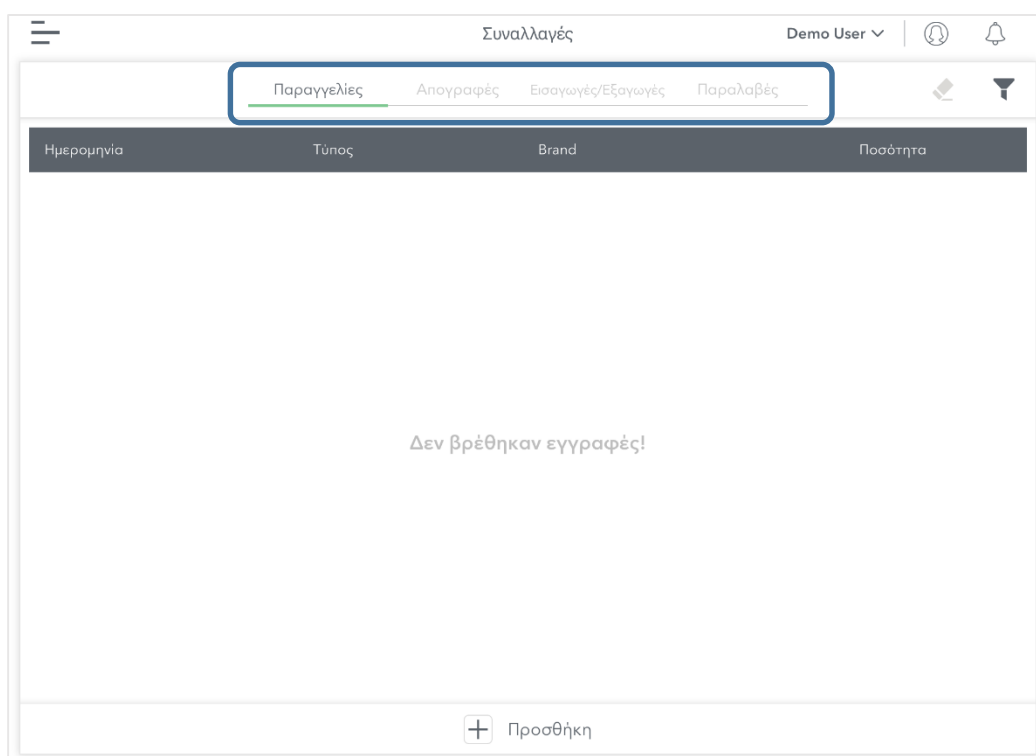 Συναλλαγές Demo User
Παραγγελίες Απογραφές Εισαγωγές/Εξαγωγές Παραλαβές
Ημερομηνία Τύπος Brand Ποσότητα
Δεν βρέθηκαν εγγραφές!
Προσθήκη